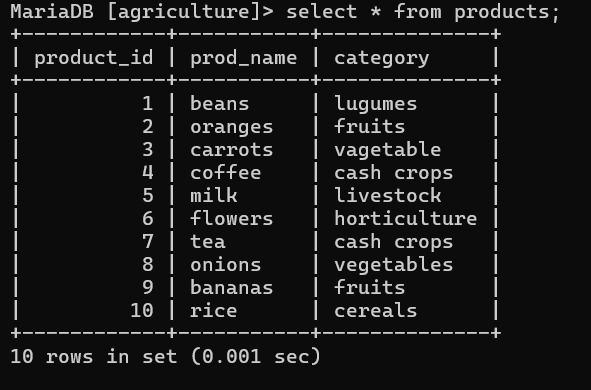 MariaDB [agriculture]> select * from products;
+------------+-----------+--------------+
| product_id | prod_name | category     |
+------------+-----------+--------------+
|          1 | beans     | lugumes      |
|          2 | oranges   | fruits       |
|          3 | carrots   | vagetable    |
|          4 | coffee    | cash crops   |
|          5 | milk      | livestock    |
|          6 | flowers   | horticulture |
|          7 | tea       | cash crops   |
|          8 | onions    | vegetables   |
|          9 | bananas   | fruits       |
|         10 | rice      | cereals      |
+------------+-----------+--------------+
10 rows in set (0.001 sec)